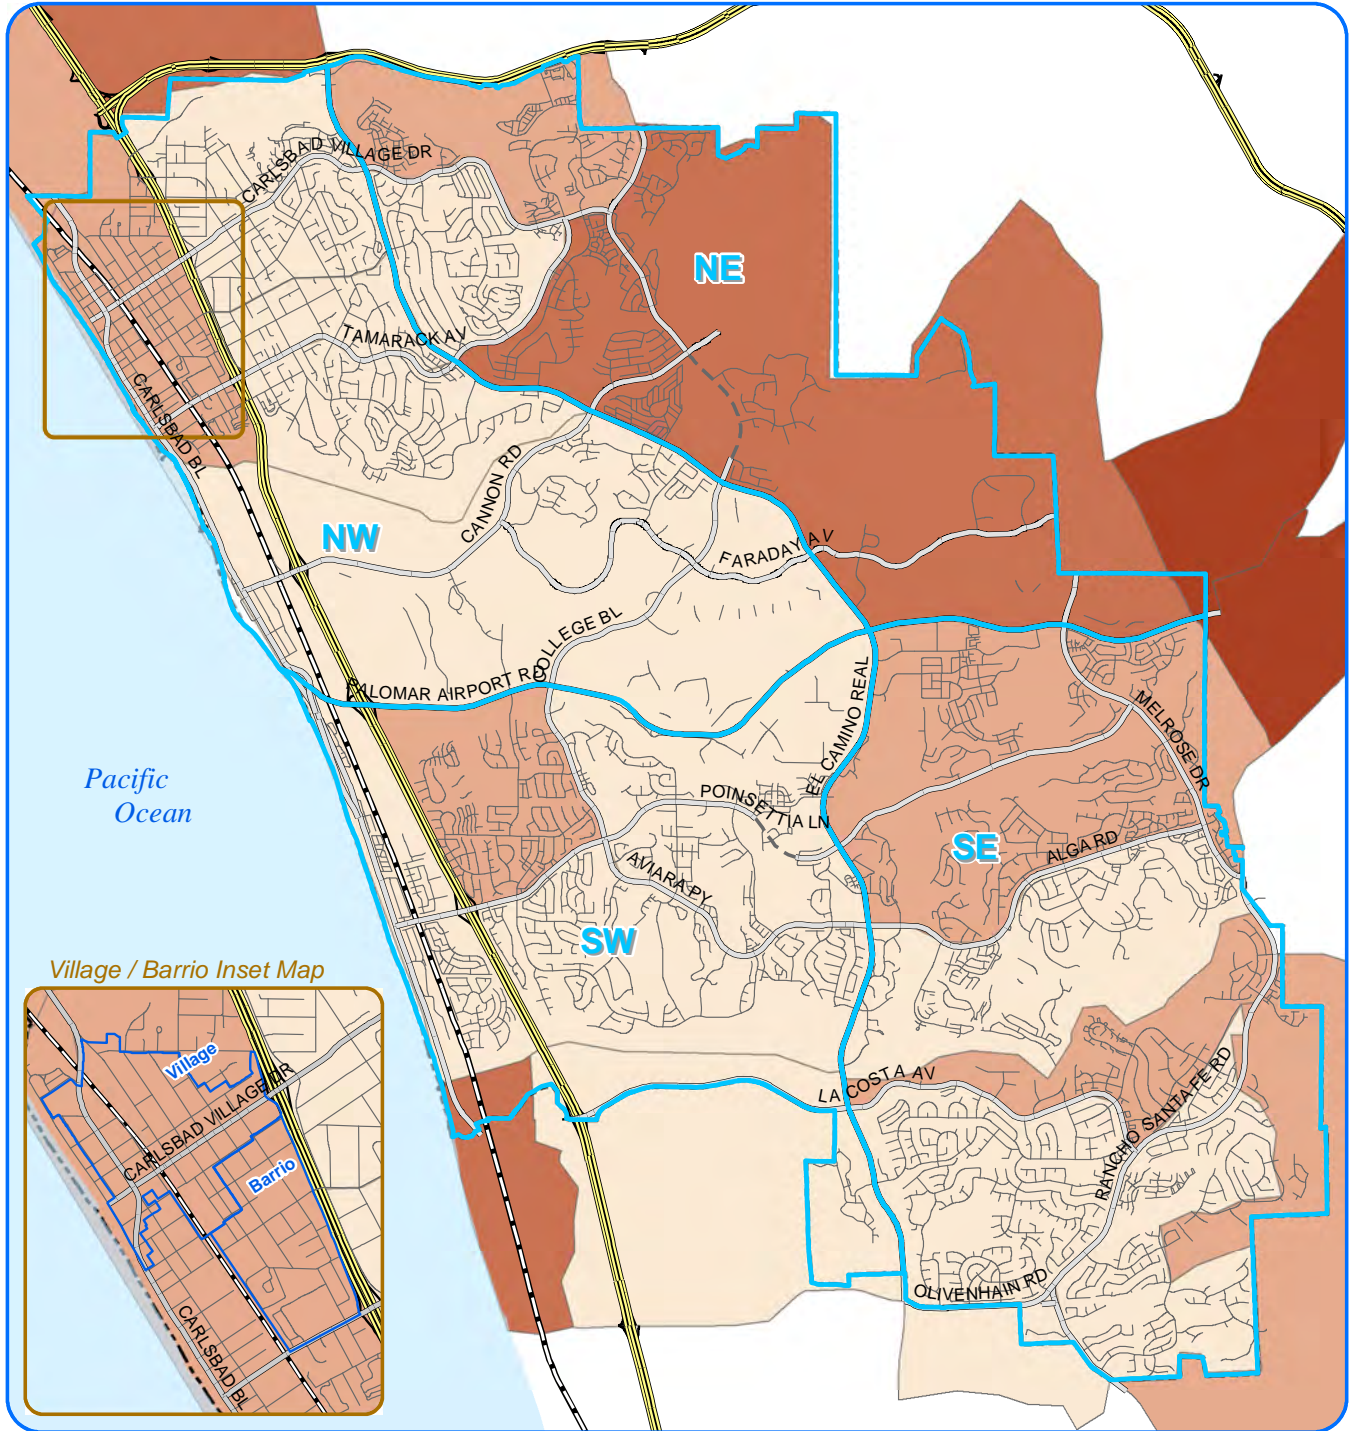 CARLSBAD VILLAGE DR
NE
TAMARACK AV
CARLSBAD BL
CANNON RD
NW
FARADAY AV
COLLEGE BL
PALOMAR AIRPORT RD
EL CAMINO REAL
MELROSE DR
Pacific
Ocean
POINSETTIA LN
SE
ALGA RD
AVIARA PY
SW
Village / Barrio Inset Map
Village
CARLSBAD VILLAGE DR
Barrio
CARLSBAD BL
LA COSTA AV
RANCHO SANTA FE RD
OLIVENHAIN RD